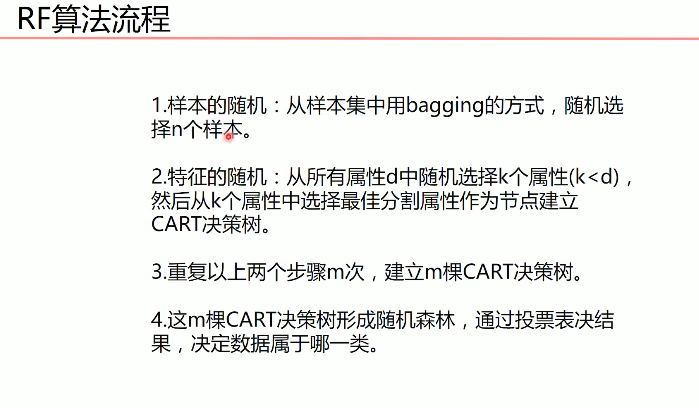 RF算法流程
1.样本的随机：从样本集中用bagging的方式，随机选
择n个样本。
2.特征的随机：从所有属性d中随机选择k个属性(k<d)，
然后从k个属性中选择最佳分割属性作为节点建立
CART决策树。
3.重复以上两个步骤m次，建立m棵CART决策树。
4.这m棵CART决策树形成随机森林，通过投票表决结
果，决定数据属于哪一类。